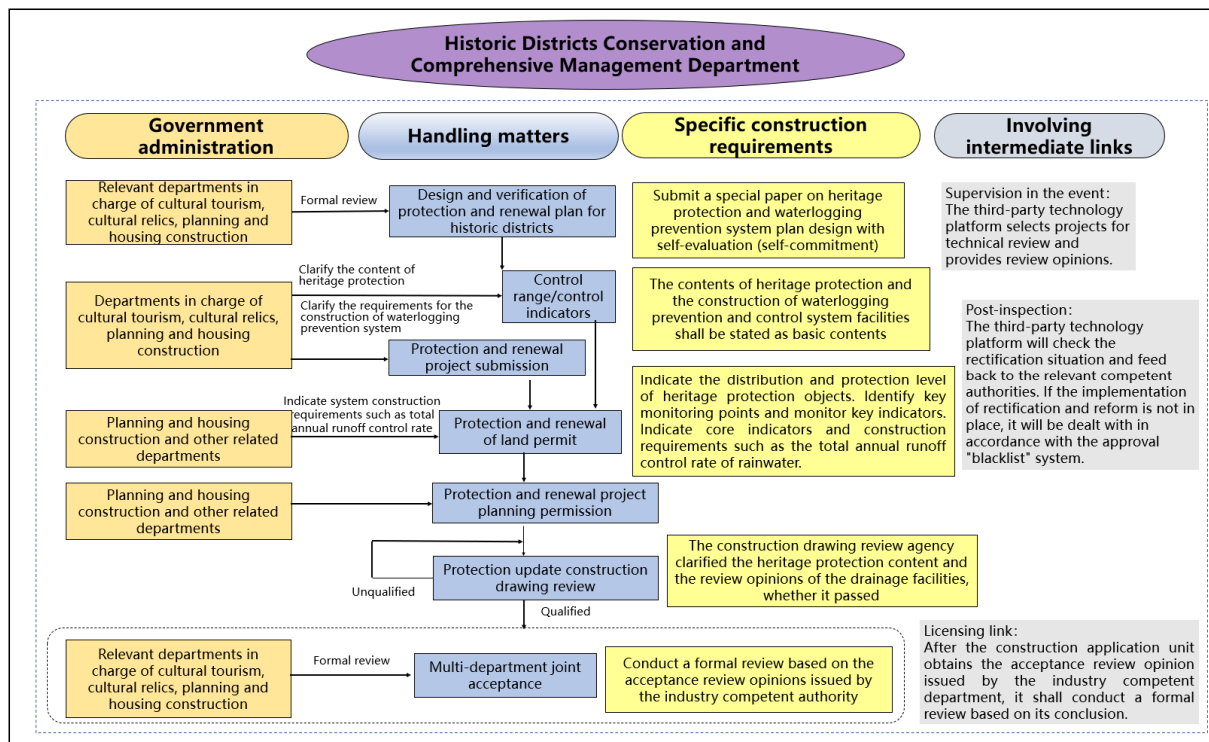 Historic Districts Conservation and
Comprehensive Management Department
Government
administration
Handling matters
Specific construction
requirements
Involving
intermediate links
Relevant departments in
charge of cultural tourism,
cultural relics, planning and
housing construction
Formal review
Design and verification of
protection and renewal plan for
historic districts
Submit a special paper on heritage
protection and waterlogging
prevention system plan design with
self-evaluation (self-commitment)
Supervision in the event:
The third-party technology
platform selects projects for
technical review and
provides review opinions.
Departments in charge of
cultural tourism, cultural relics,
planning and housing
construction
Clarify the content of
heritage protection
Clarify the requirements for the
construction of waterlogging
prevention system
Control
range/control
indicators
The contents of heritage protection and
the construction of waterlogging
prevention and control system facilities
shall be stated as basic contents
Protection and renewal
project submission
Post-inspection:
The third-party technology
platform will check the
rectification situation and feed
back to the relevant competent
authorities. If the implementation
of rectification and reform is not in
place, it will be dealt with in
accordance with the approval
"blacklist" system.
Planning and housing
construction and other related
departments
Indicate system construction
requirements such as total
annual runoff control rate
Protection and renewal
of land permit
Indicate the distribution and protection level
of heritage protection objects. Identify key
monitoring points and monitor key indicators.
Indicate core indicators and construction
requirements such as the total annual runoff
control rate of rainwater.
Planning and housing
construction and other related
departments
Protection and renewal project
planning permission
Protection update construction
drawing review
Unqualified
Qualified
The construction drawing review agency
clarified the heritage protection content and
the review opinions of the drainage facilities,
whether it passed
Relevant departments in
charge of cultural tourism,
cultural relics, planning and
housing construction
Formal review
Multi-department joint
acceptance
Conduct a formal review based on the
acceptance review opinions issued by
the industry competent authority
Licensing link:
After the construction application unit
obtains the acceptance review opinion
issued by the industry competent
department, it shall conduct a formal
review based on its conclusion.